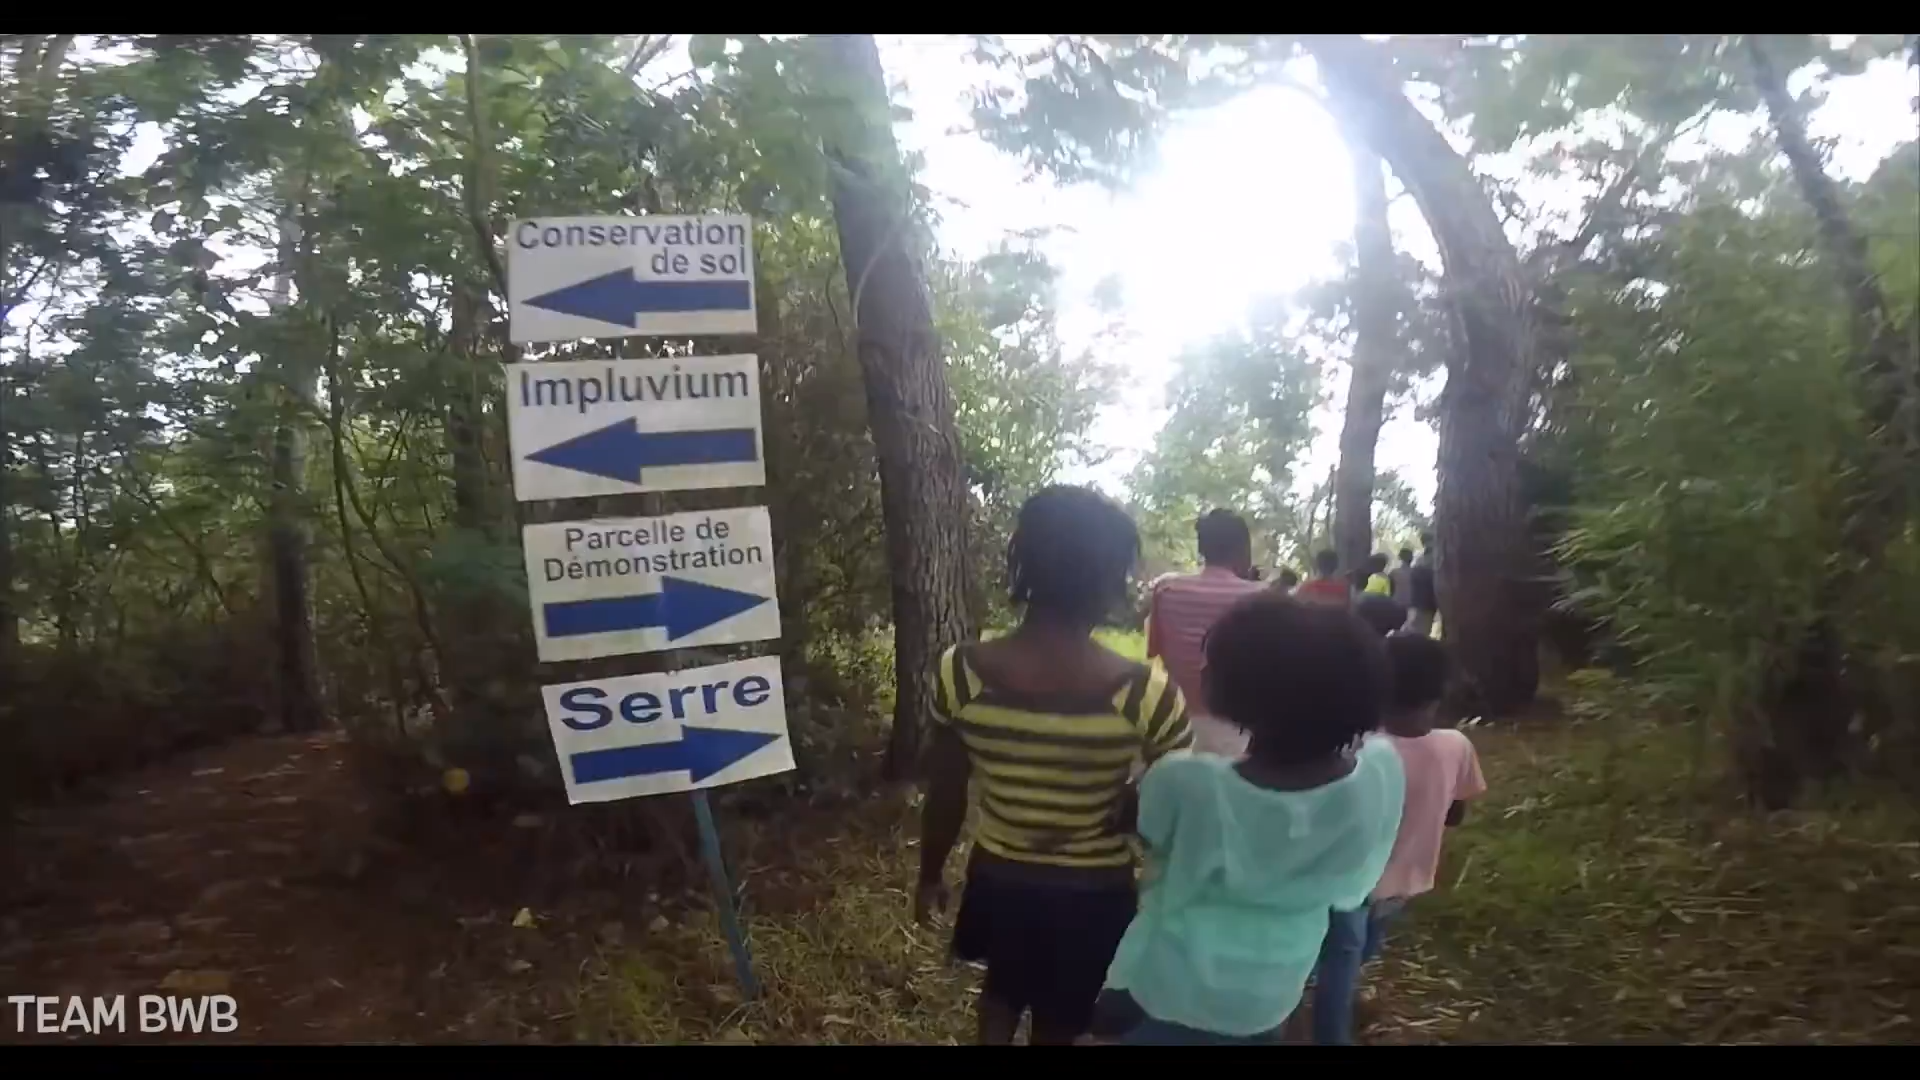 Conservation
de sol
Impluvium
Parcelle de
Démonstration
Serre
TEAM BWB